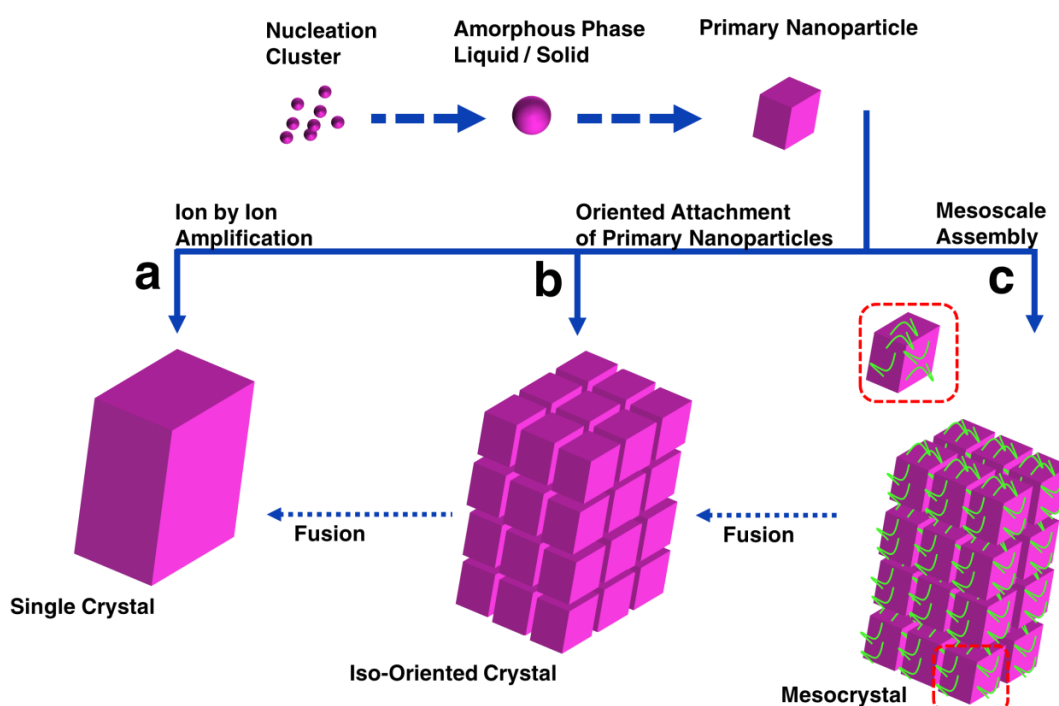 Nucleation
Cluster
Amorphous Phase
Liquid / Solid
Primary Nanoparticle
Ion by Ion
Amplification
Oriented Attachment
of Primary Nanoparticles
Mesoscale
Assembly
a
b
c
Fusion
Fusion
Single Crystal
Iso-Oriented Crystal
Mesocrystal